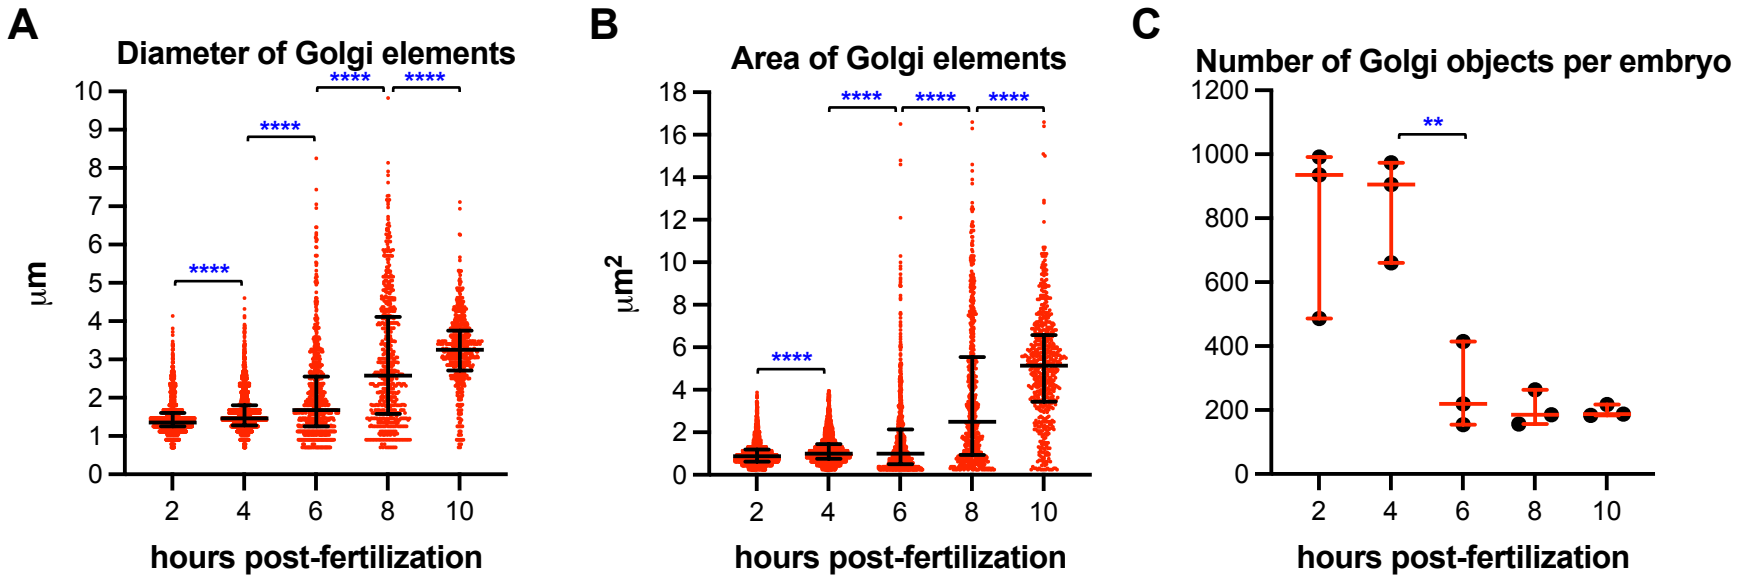 A
Diameter of Golgi elements
**** ****
****
****
10
9
8
7
6
5
4
3
2
1
0
μm
2 4 6 8 10
hours post-fertilization
B
Area of Golgi elements
**** **** ****
****
18
16
14
12
10
8
6
4
2
0
μm²
2 4 6 8 10
hours post-fertilization
C
Number of Golgi objects per embryo
**
1200
1000
800
600
400
200
0
2 4 6 8 10
hours post-fertilization